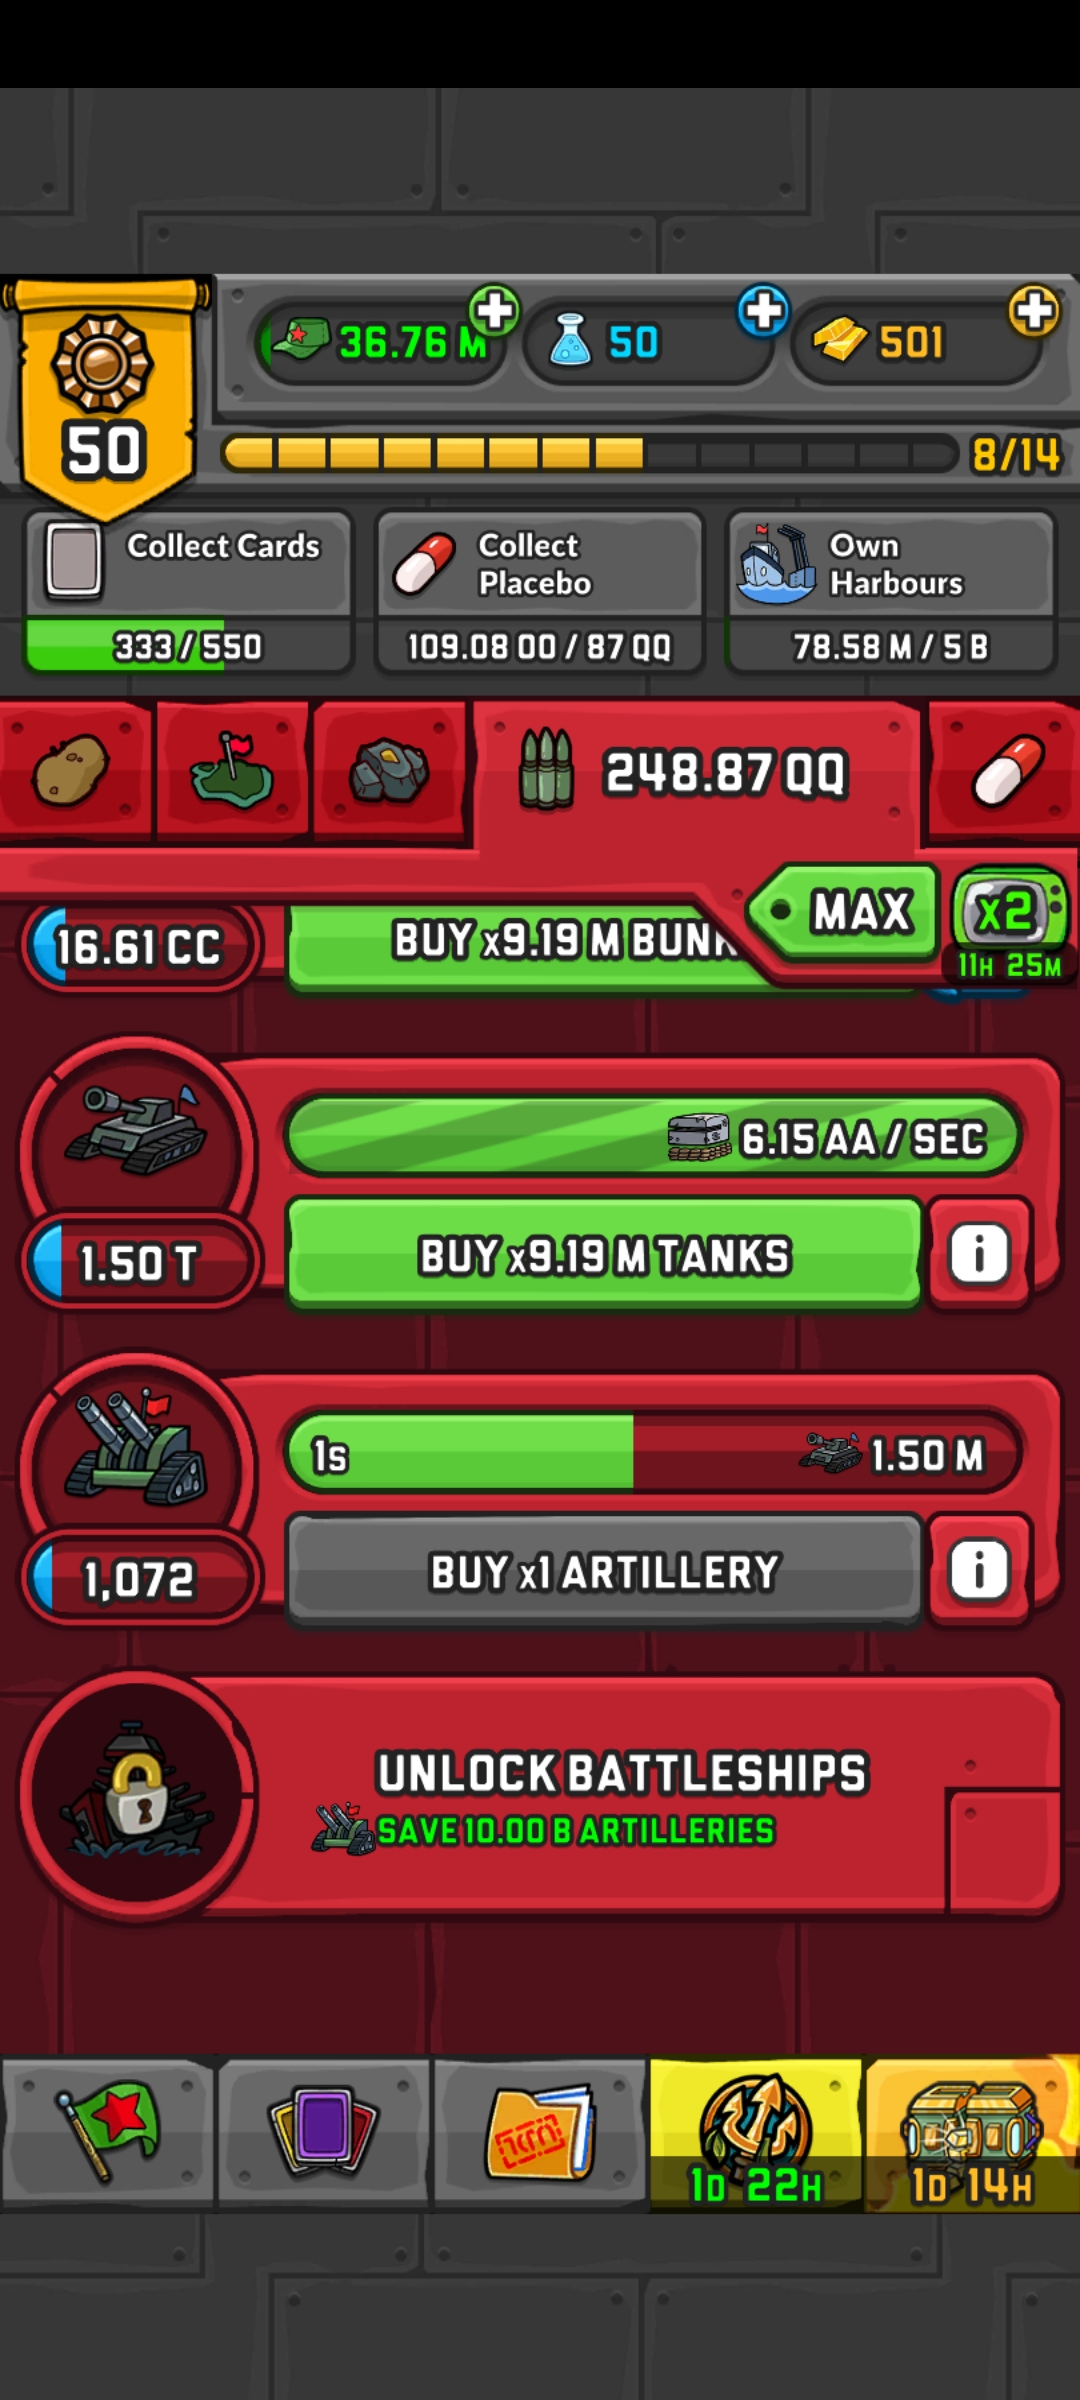 36.76 M
50
501
50
8/14
Collect Cards
333/550
Collect
Placebo
109.08 OO / 87 QQ
Own
Harbours
78.58 M / 5 B
248.87 QQ
MAX
x2
11H 25M
16.61 CC
BUY x9.19 M BUNK
6.15 AA / SEC
1.50 T
BUY x9.19 M TANKS
i
1s
1.50 M
1,072
BUY x1 ARTILLERY
i
UNLOCK BATTLESHIPS
SAVE 10.00 B ARTILLERIES
1D 22H
1D 14H